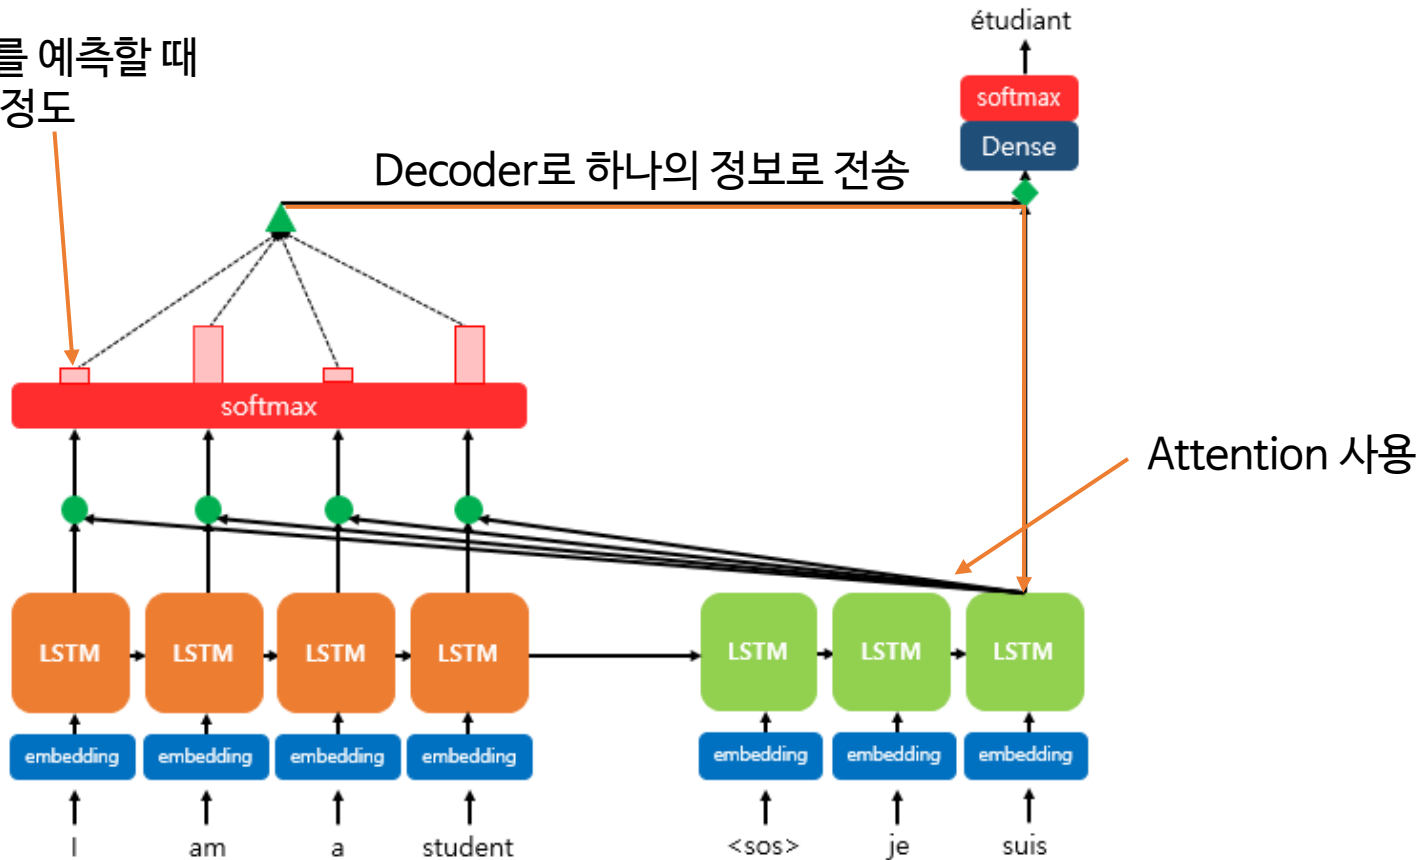 étudiant
를 예측할 때
정도
softmax
Dense
Decoder로 하나의 정보로 전송
softmax
Attention 사용
LSTM LSTM LSTM LSTM LSTM LSTM LSTM
embedding embedding embedding embedding embedding embedding embedding
I am a student <sos> je suis